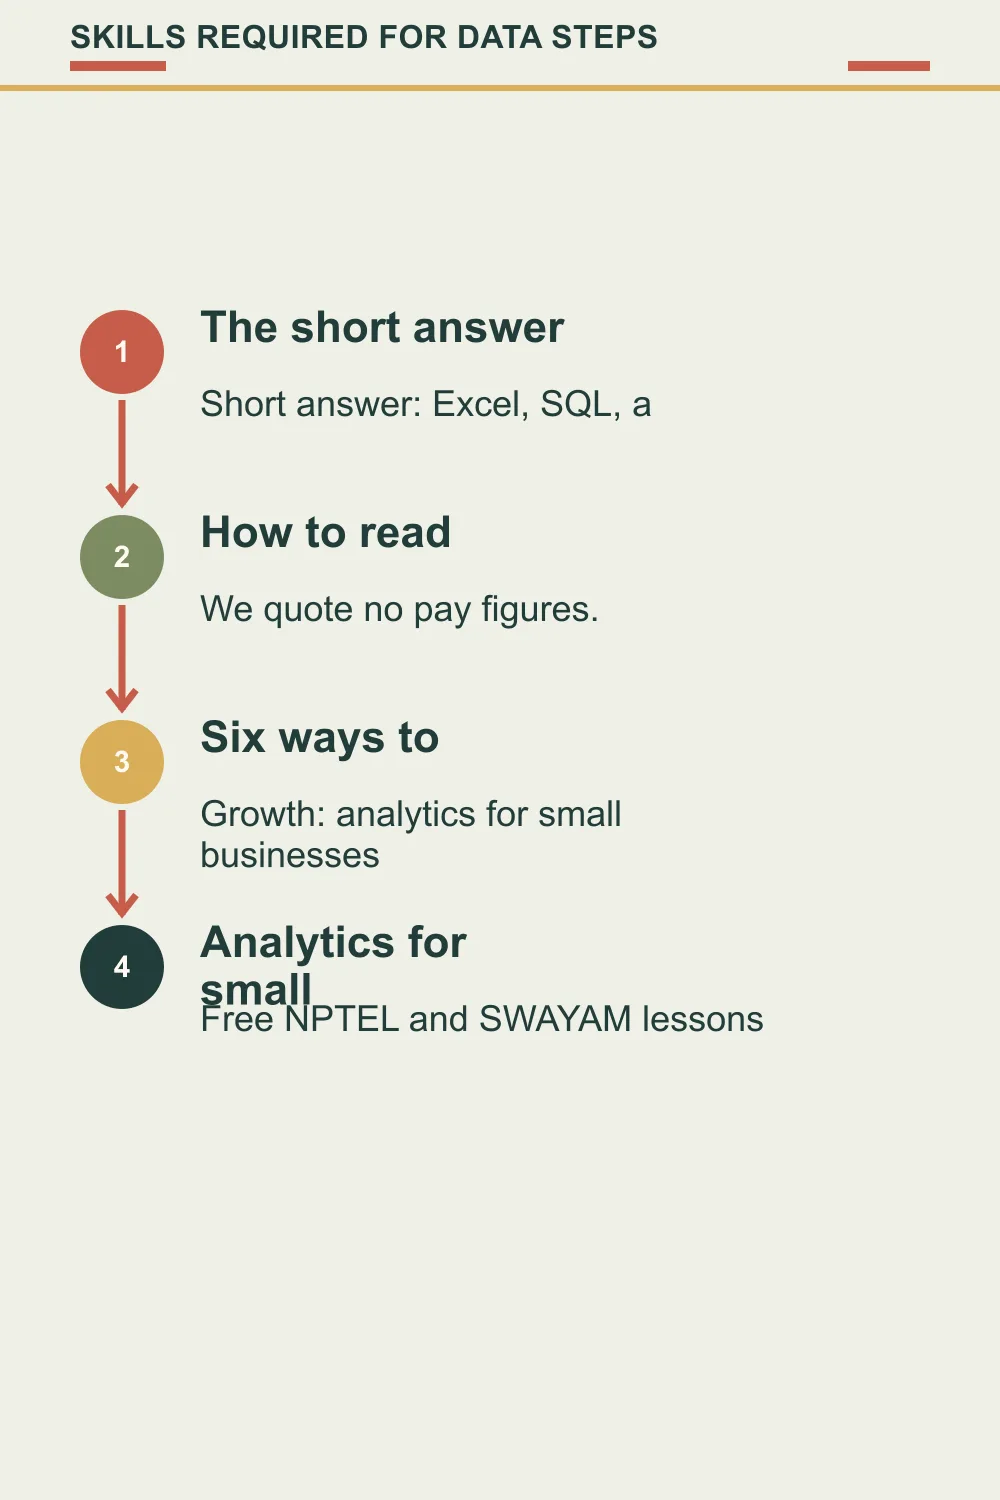 SKILLS REQUIRED FOR DATA STEPS
1
The short answer
Short answer: Excel, SQL, a
2
How to read
We quote no pay figures.
3
Six ways to
Growth: analytics for small
businesses
4
Analytics for
small
Free NPTEL and SWAYAM lessons